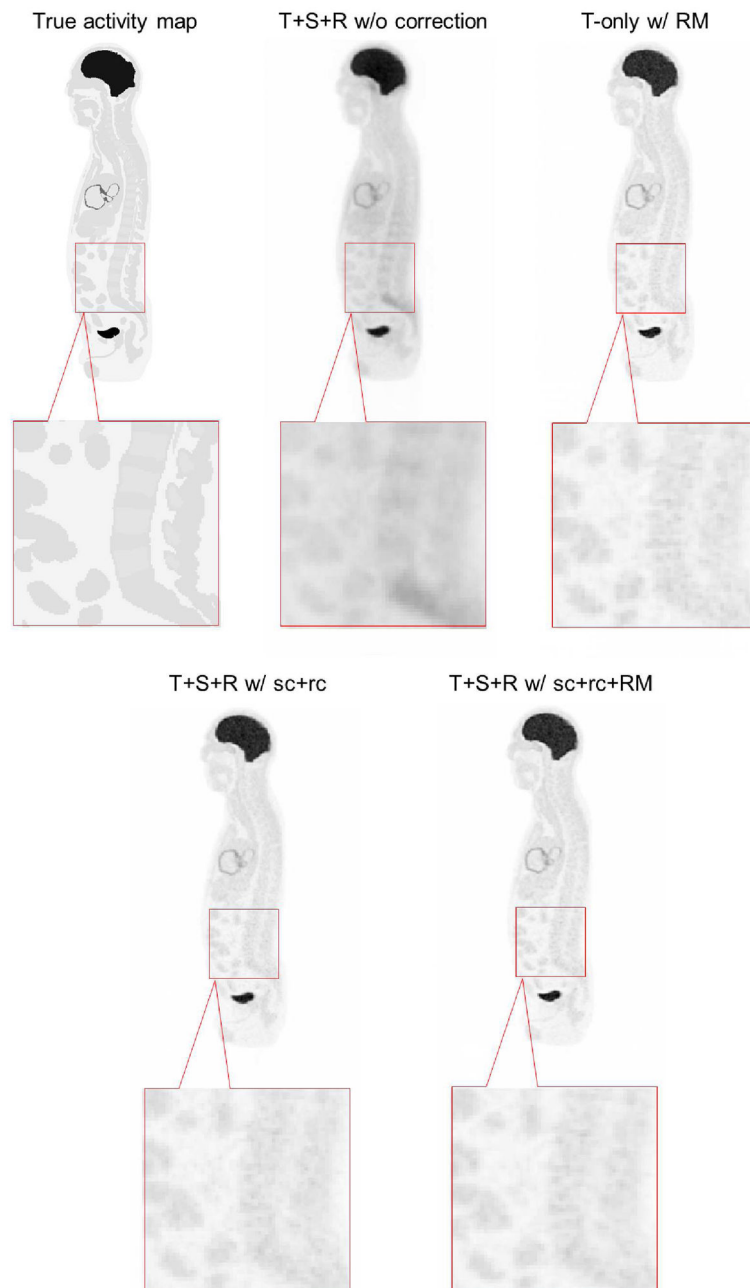 True activity map
T+S+R w/o correction
T-only w/ RM
T+S+R w/ sc+rc
T+S+R w/ sc+rc+RM